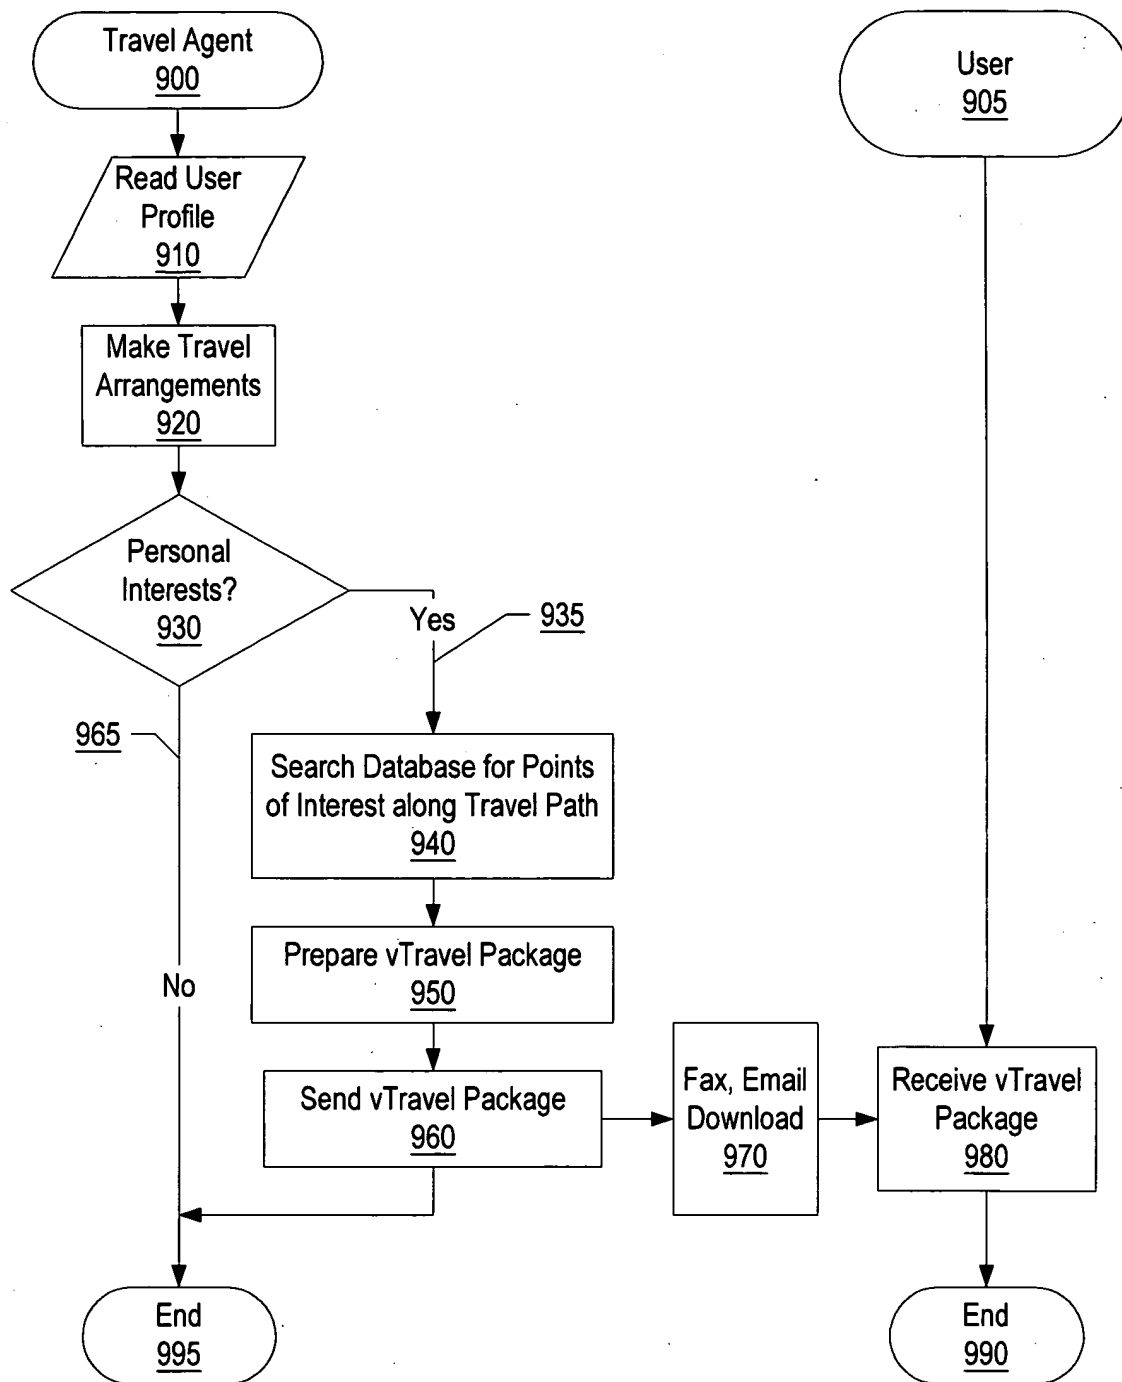 Travel Agent
900
User
905
Read User
Profile
910
Make Travel
Arrangements
920
Personal
Interests?
930
Yes
935
965
Search Database for Points
of Interest along Travel Path
940
Prepare vTravel Package
950
No
Send vTravel Package
960
Fax, Email
Download
970
Receive vTravel
Package
980
End
995
End
990